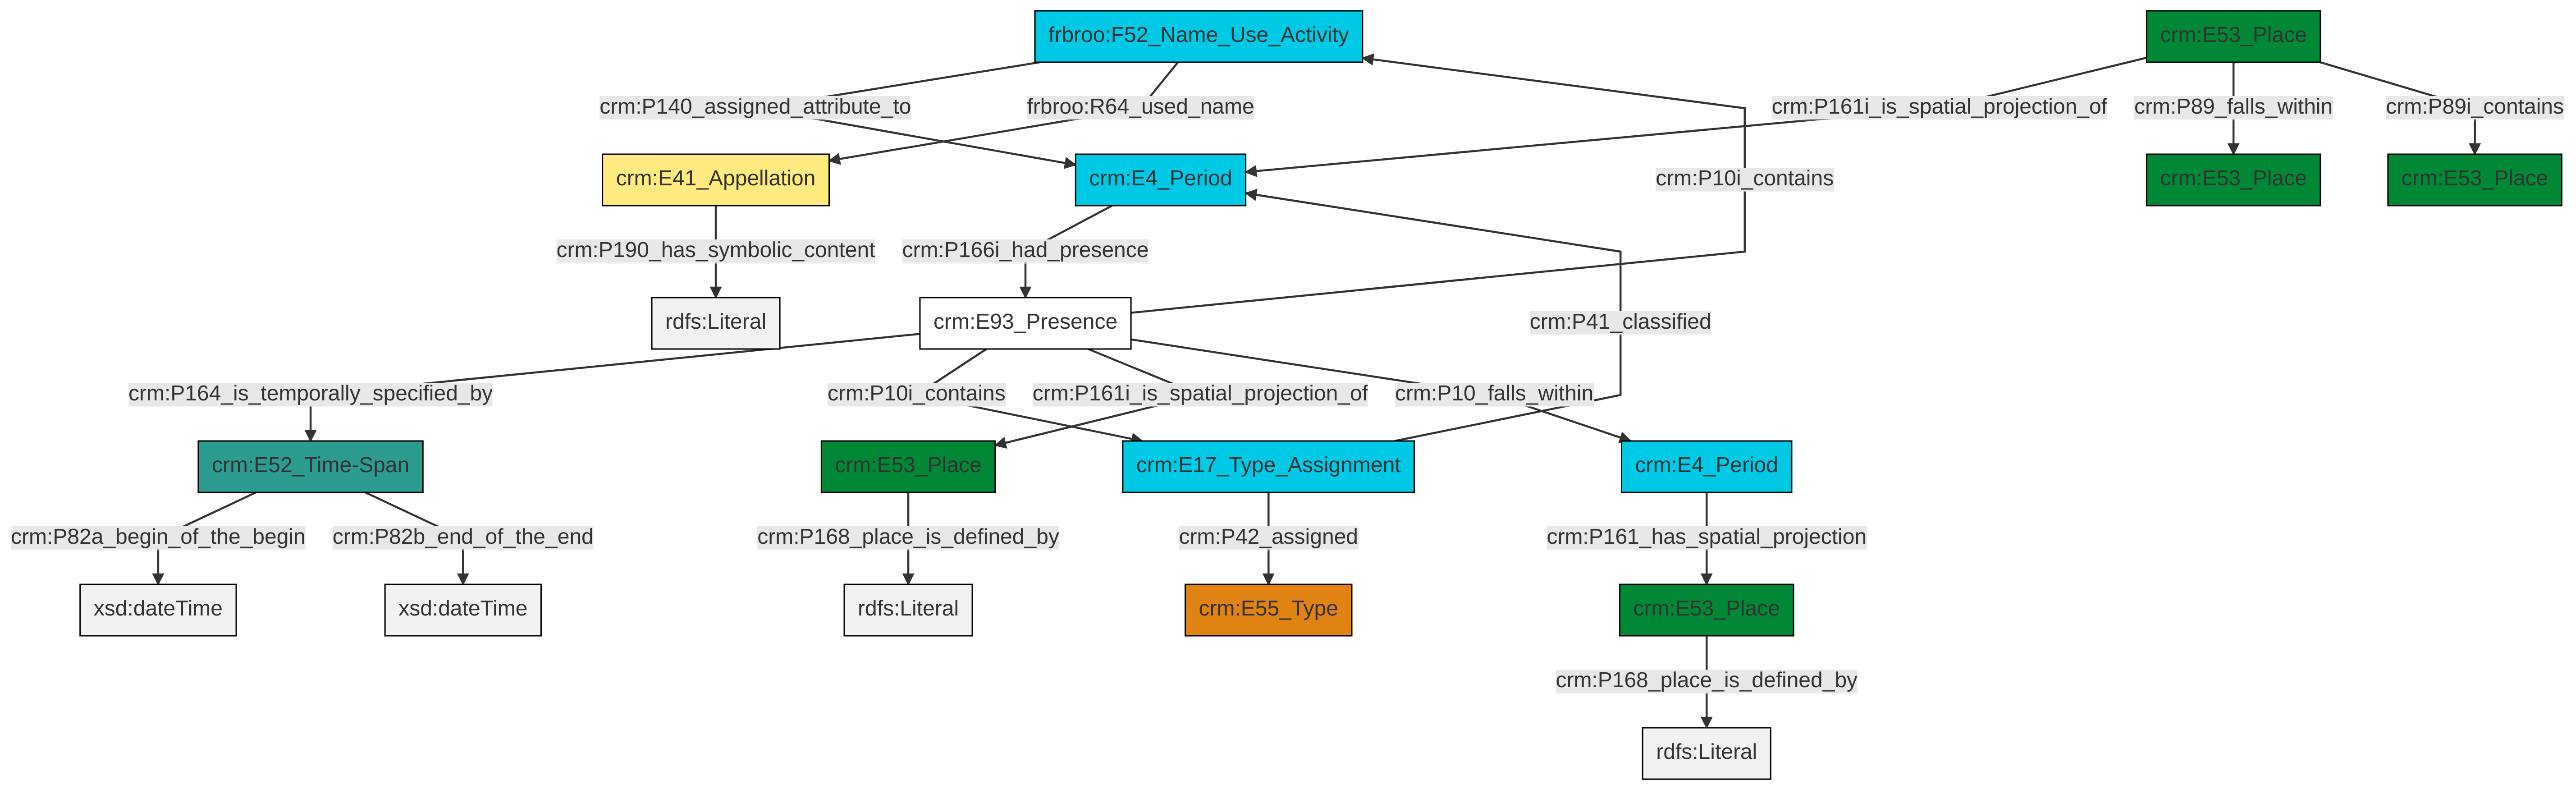 frbroo:F52_Name_Use_Activity
crm:E53_Place
crm:P140_assigned_attribute_to
frbroo:R64_used_name
crm:P161i_is_spatial_projection_of
crm:P89_falls_within
crm:P89i_contains
crm:E41_Appellation
crm:E4_Period
crm:P10i_contains
crm:E53_Place
crm:E53_Place
crm:P190_has_symbolic_content
crm:P166i_had_presence
rdfs:Literal
crm:E93_Presence
crm:P41_classified
crm:P164_is_temporally_specified_by
crm:P10i_contains
crm:P161i_is_spatial_projection_of
crm:P10_falls_within
crm:E52_Time-Span
crm:E53_Place
crm:E17_Type_Assignment
crm:E4_Period
crm:P82a_begin_of_the_begin
crm:P82b_end_of_the_end
crm:P168_place_is_defined_by
crm:P42_assigned
crm:P161_has_spatial_projection
xsd:dateTime
xsd:dateTime
rdfs:Literal
crm:E55_Type
crm:E53_Place
crm:P168_place_is_defined_by
rdfs:Literal